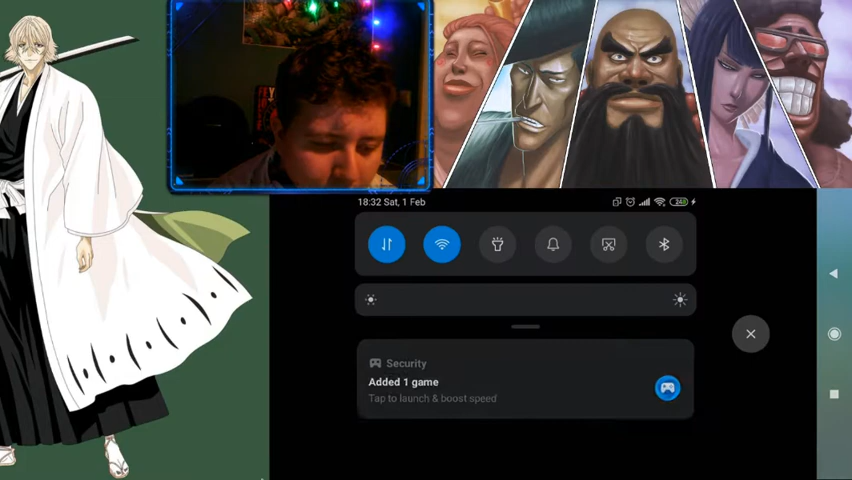 18:32 Sat, 1 Feb
Security
Added 1 game
Tap to launch & boost speed